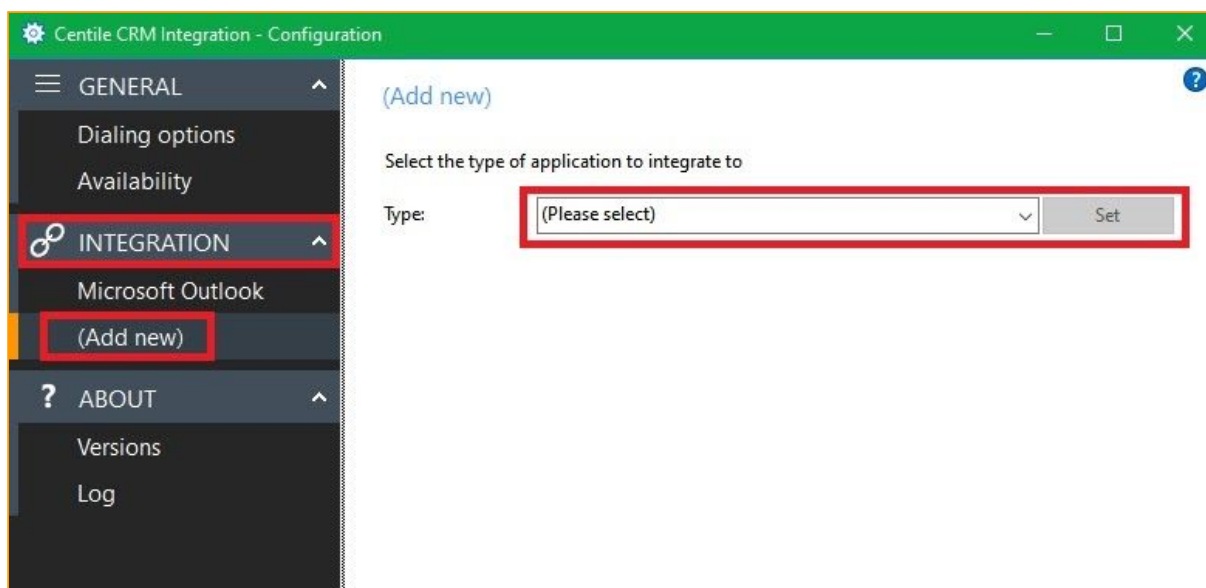 Centile CRM Integration - Configuration
GENERAL
Dialing options
Availability
INTEGRATION
Microsoft Outlook
(Add new)
? ABOUT
Versions
Log
?
(Add new)
Select the type of application to integrate to
Type: (Please select) Set